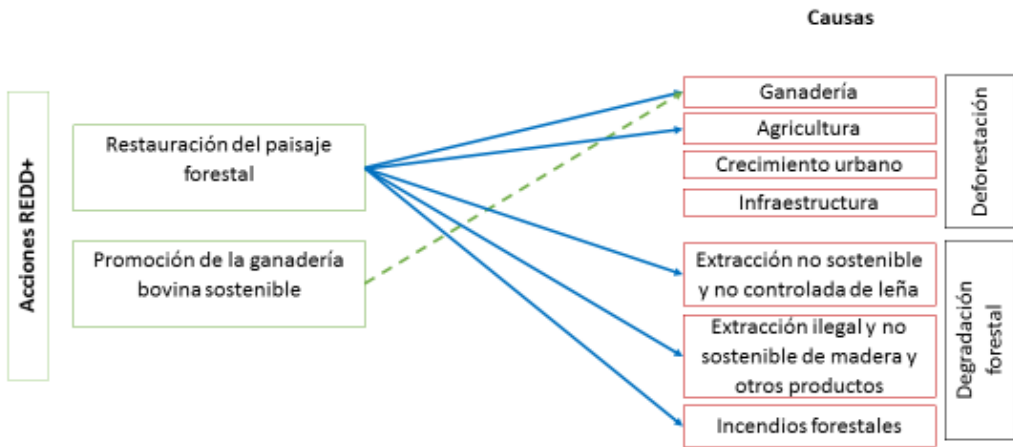 Causas
Acciones REDD+
Restauración del paisaje
forestal
Promoción de la ganadería
bovina sostenible
Ganadería
Agricultura
Crecimiento urbano
Infraestructura
Deforestación
Extracción no sostenible
y no controlada de leña
Extracción ilegal y no
sostenible de madera y
otros productos
Incendios forestales
Degradación
forestal